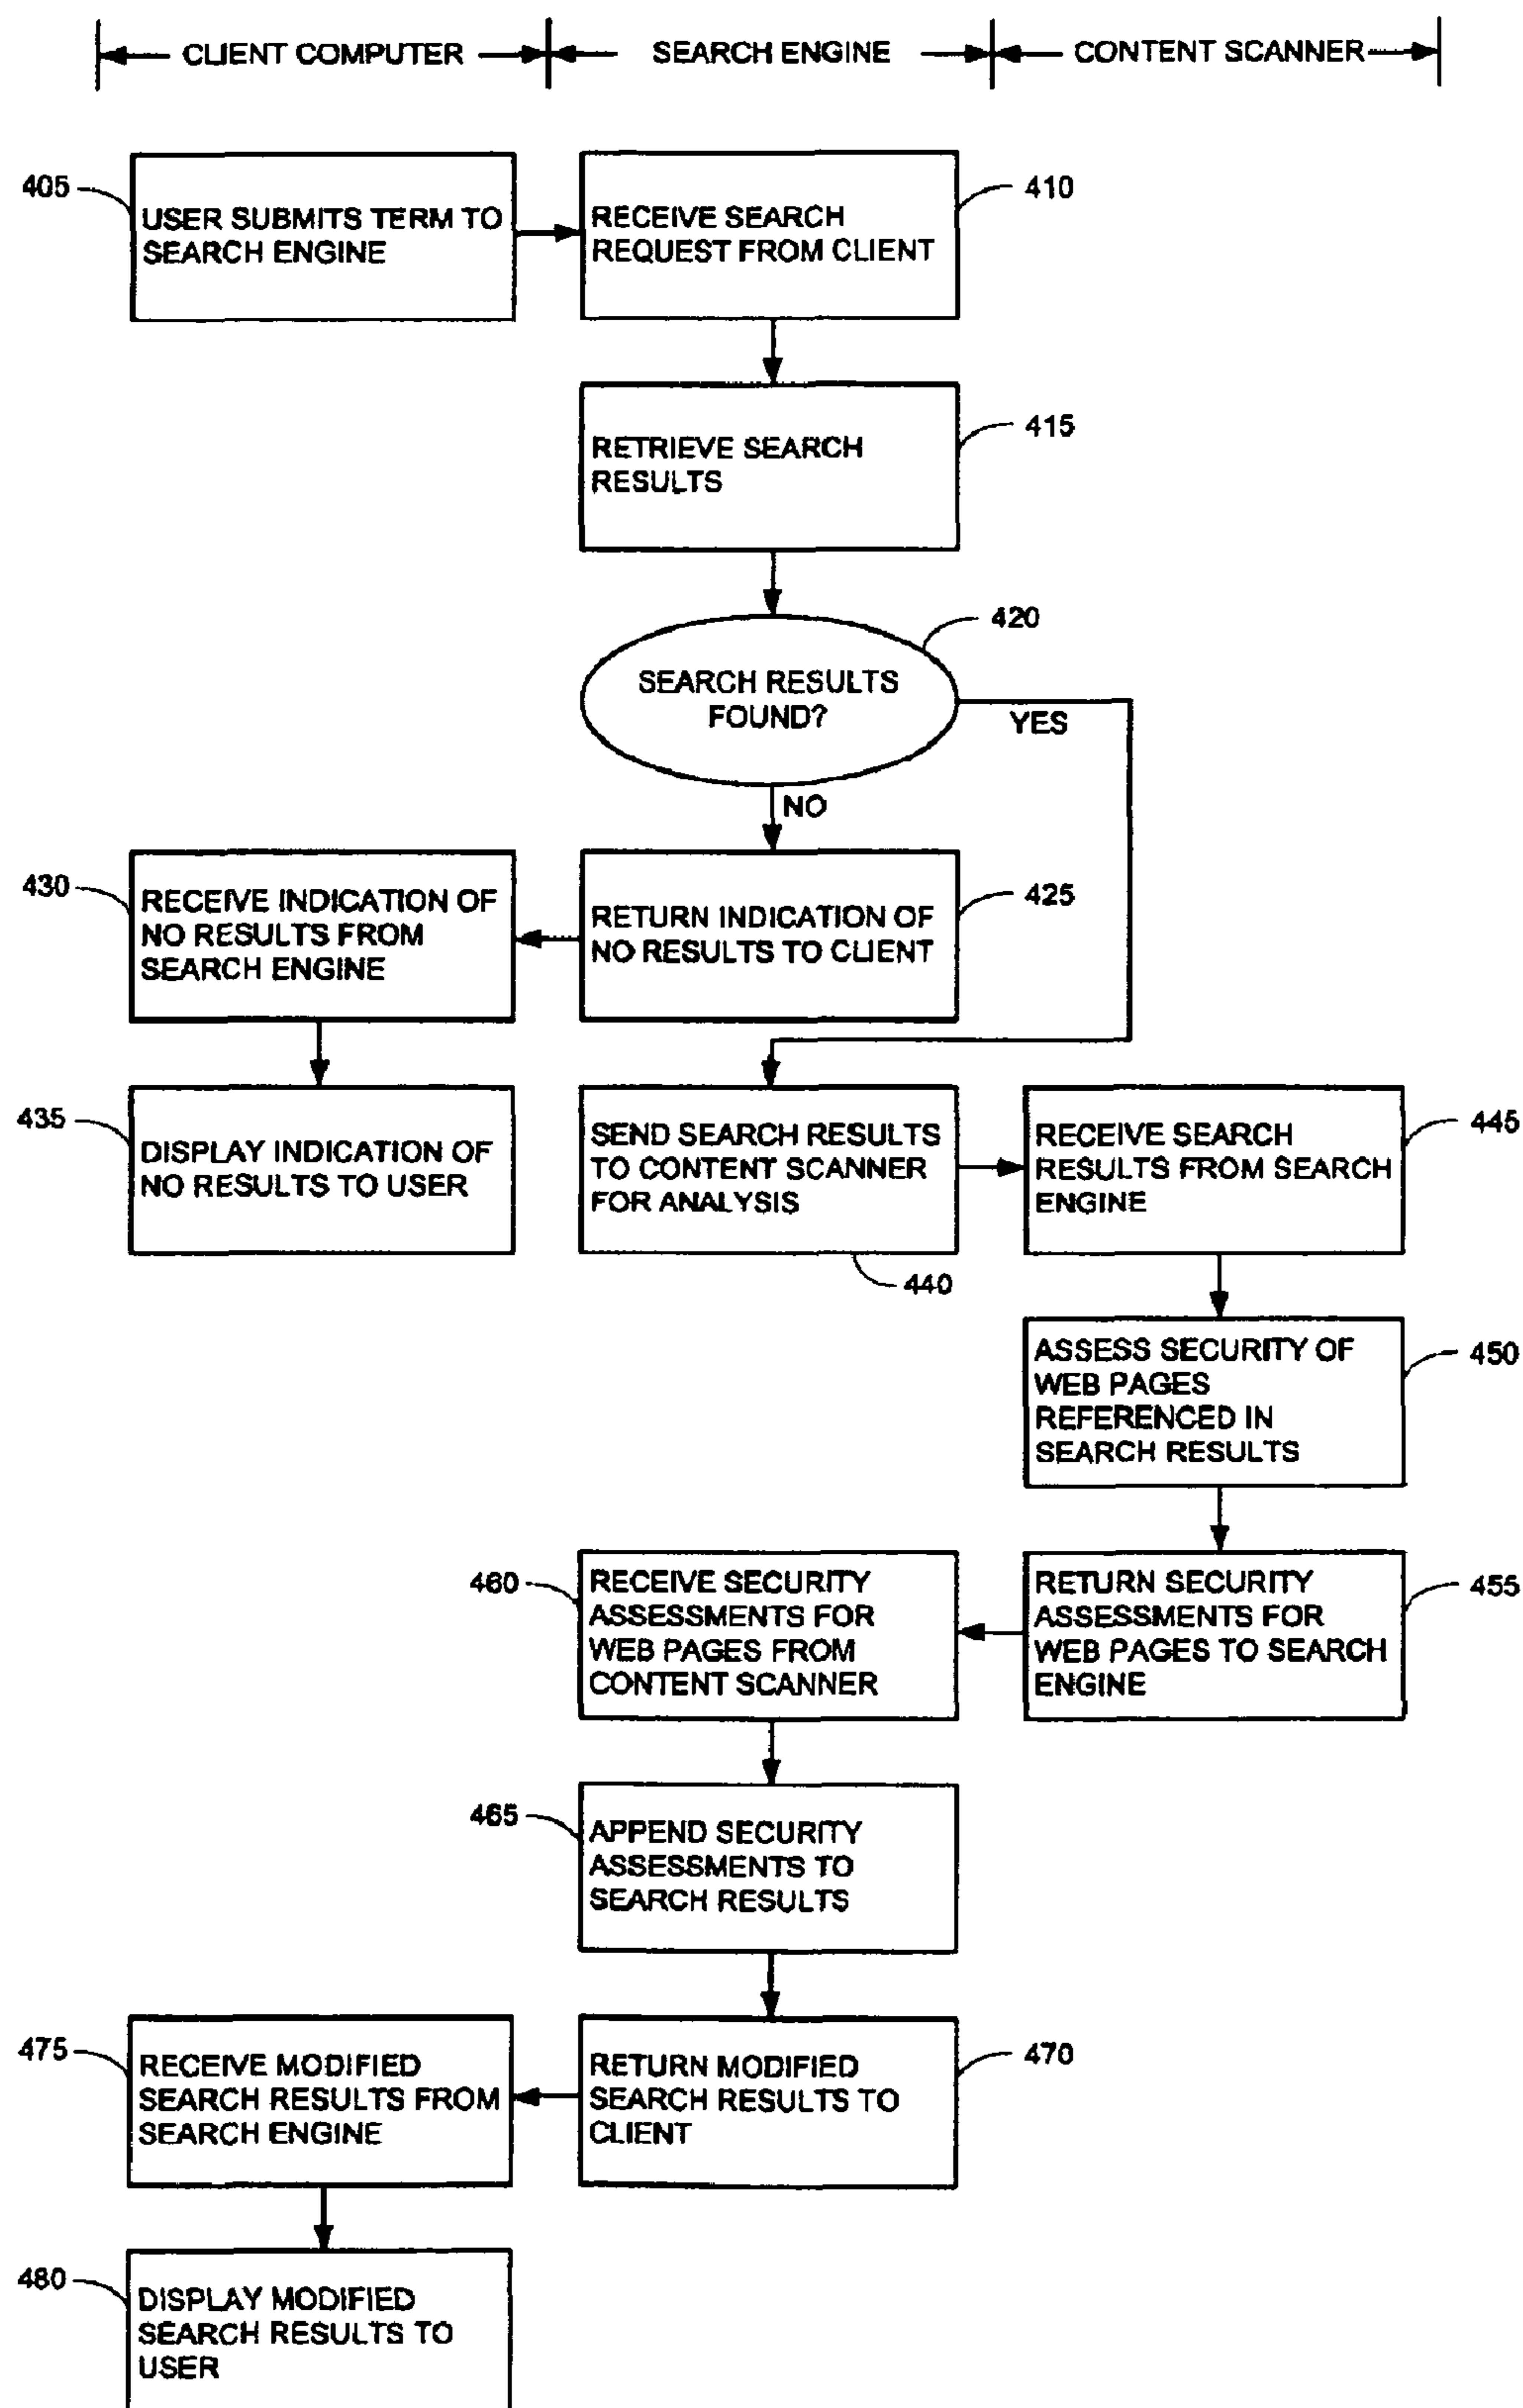 CLIENT COMPUTER
SEARCH ENGINE
CONTENT SCANNER
405
USER SUBMITS TERM TO
SEARCH ENGINE
RECEIVE SEARCH
REQUEST FROM CLIENT
410
RETRIEVE SEARCH
RESULTS
415
SEARCH RESULTS
FOUND?
420
YES
NO
430
RECEIVE INDICATION OF
NO RESULTS FROM
SEARCH ENGINE
RETURN INDICATION OF
NO RESULTS TO CLIENT
425
435
DISPLAY INDICATION OF
NO RESULTS TO USER
SEND SEARCH RESULTS
TO CONTENT SCANNER
FOR ANALYSIS
440
RECEIVE SEARCH
RESULTS FROM SEARCH
ENGINE
445
ASSESS SECURITY OF
WEB PAGES
REFERENCED IN
SEARCH RESULTS
450
460
RECEIVE SECURITY
ASSESSMENTS FOR
WEB PAGES FROM
CONTENT SCANNER
RETURN SECURITY
ASSESSMENTS FOR
WEB PAGES TO SEARCH
ENGINE
455
465
APPEND SECURITY
ASSESSMENTS TO
SEARCH RESULTS
475
RECEIVE MODIFIED
SEARCH RESULTS FROM
SEARCH ENGINE
RETURN MODIFIED
SEARCH RESULTS TO
CLIENT
470
480
DISPLAY MODIFIED
SEARCH RESULTS TO
USER